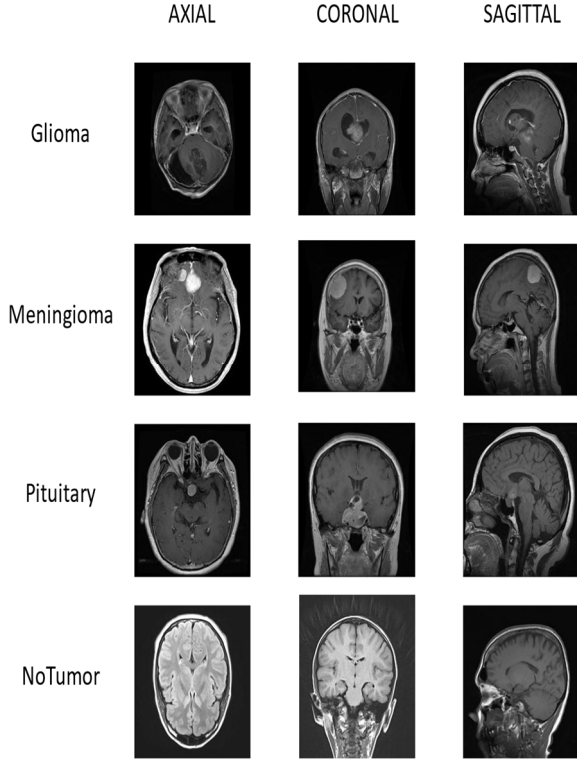 AXIAL CORONAL SAGITTAL
Glioma
Meningioma
Pituitary
NoTumor